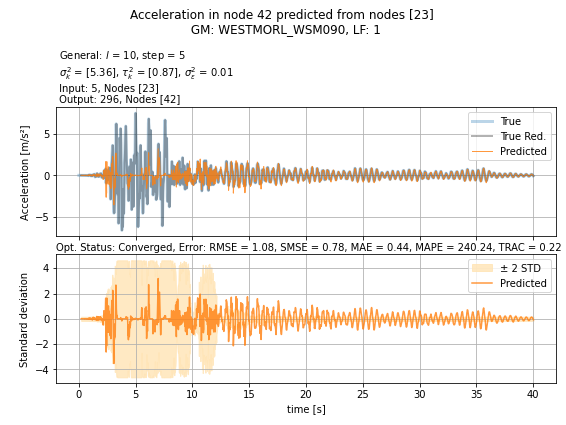 Acceleration in node 42 predicted from nodes [23]
GM: WESTMORL_WSM090, LF: 1
General: l = 10, step = 5
σ²ₖ = [5.36], τ²ₖ = [0.87], σ²ε = 0.01
Input: 5, Nodes [23]
Output: 296, Nodes [42]
Acceleration [m/s²]
5
0
−5
True
True Red.
Predicted
Opt. Status: Converged, Error: RMSE = 1.08, SMSE = 0.78, MAE = 0.44, MAPE = 240.24, TRAC = 0.22
Standard deviation
4
2
0
−2
−4
± 2 STD
Predicted
0 5 10 15 20 25 30 35 40
time [s]